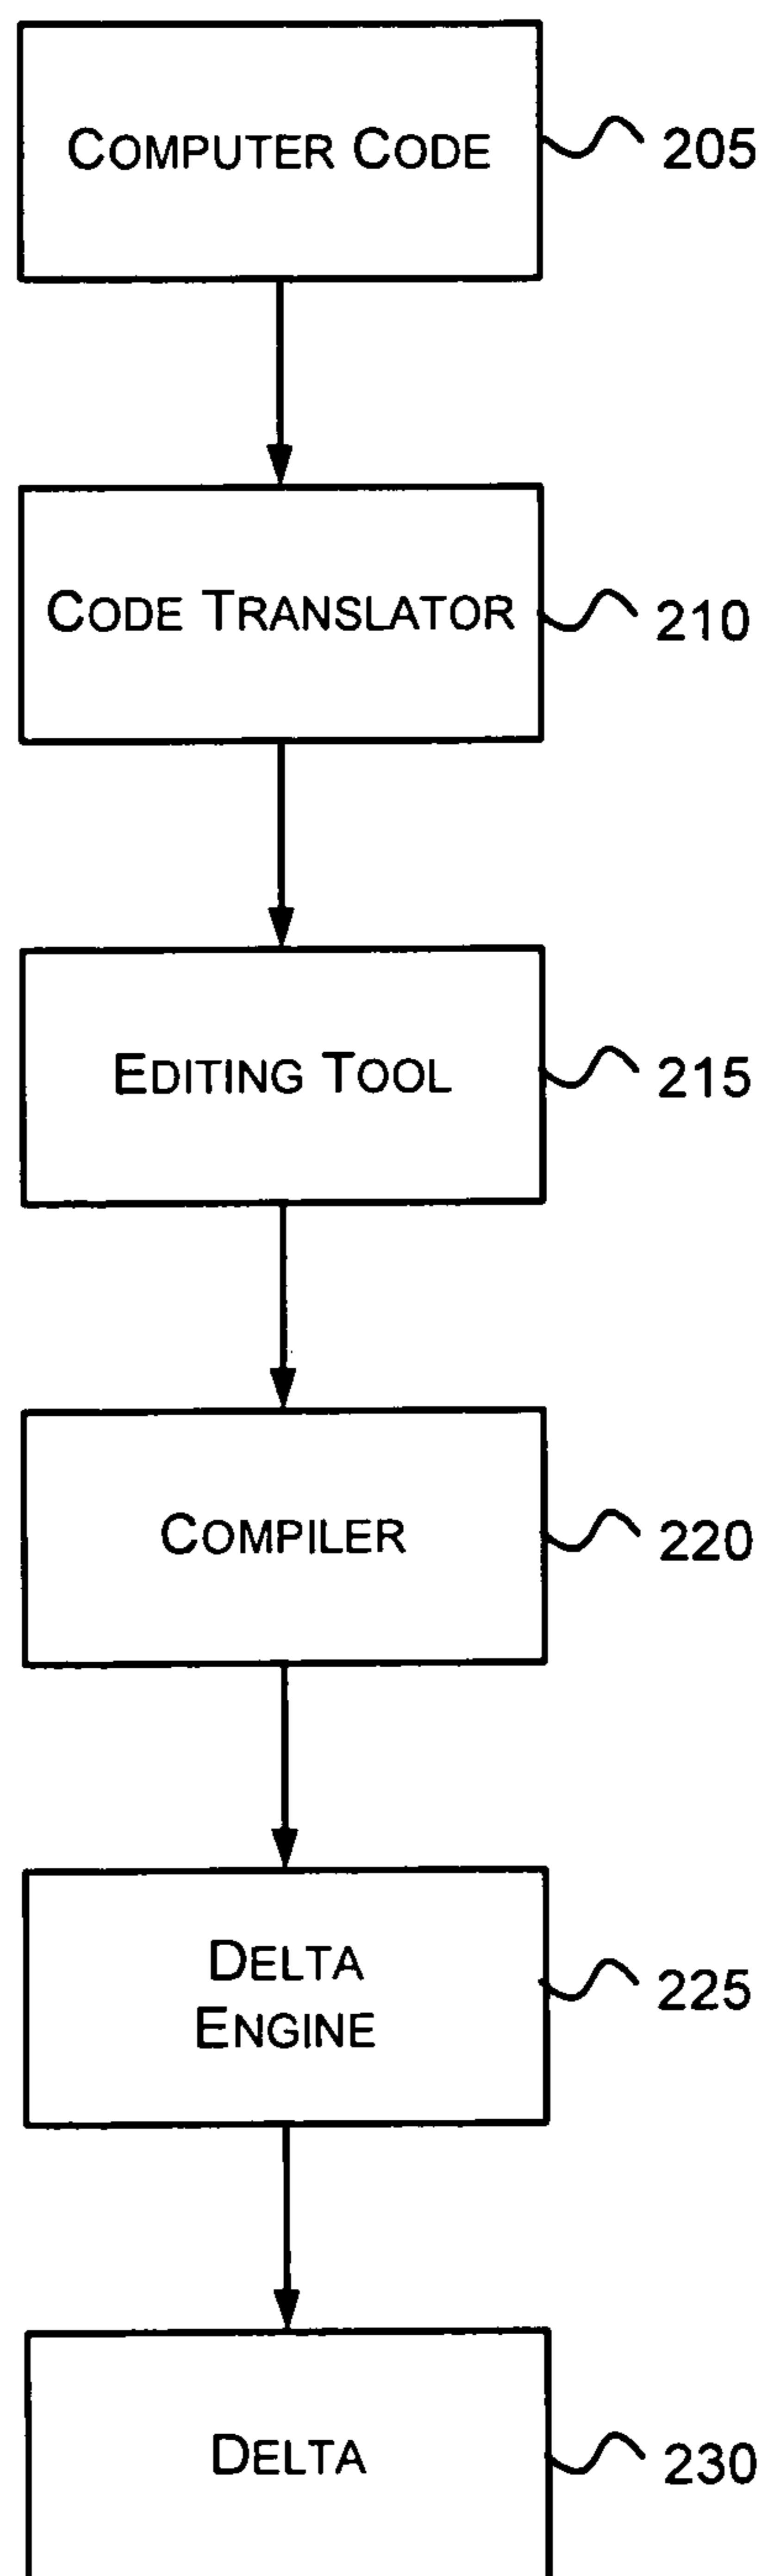 COMPUTER CODE
205
CODE TRANSLATOR
210
EDITING TOOL
215
COMPILER
220
DELTA
ENGINE
225
DELTA
230